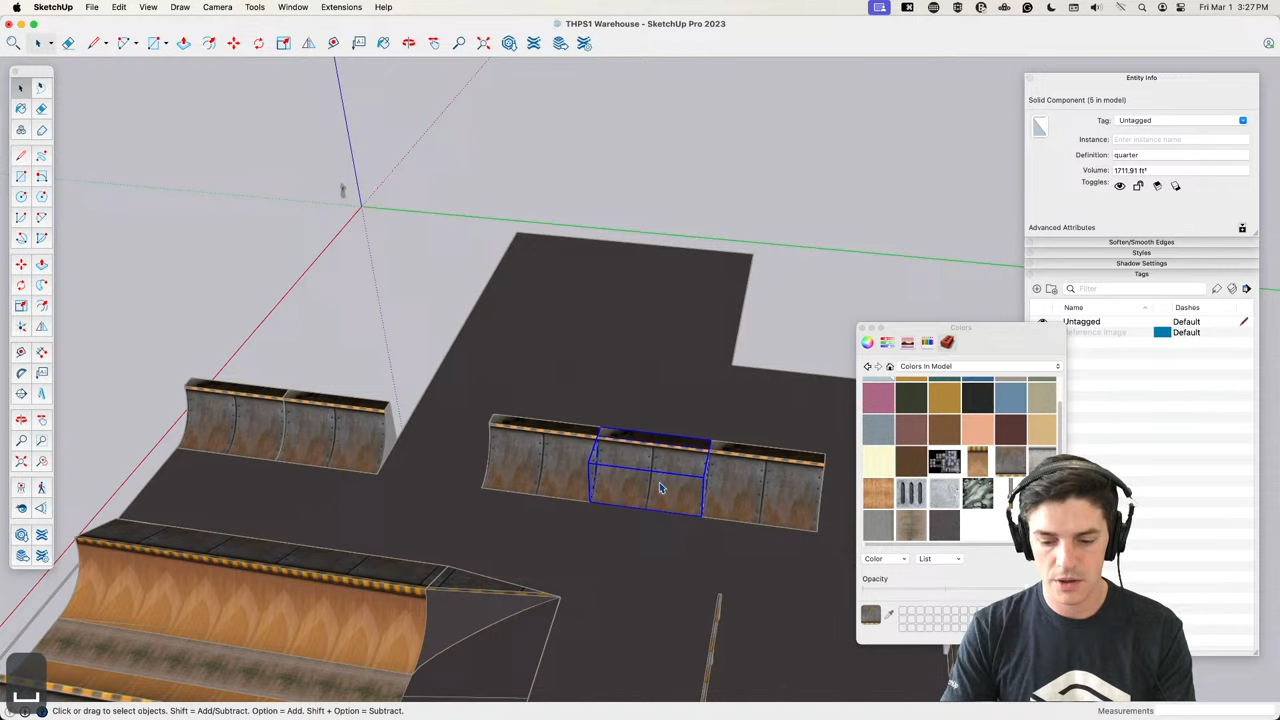 SketchUp File Edit View Draw Camera Tools Window Extensions Help
Fri Mar 1 3:27PM
THPS1 Warehouse - SketchUp Pro 2023
Entity Info
Solid Component (5 in model)
Tag: Untagged
Instance: Enter instance name
Definition: quarter
Volume: 1711.91 ft³
Toggles:
Advanced Attributes
Soften/Smooth Edges
Styles
Shadow Settings
Tags
Filter
Name Dashes
Untagged Default
Reference Image Default
Colors
Colors In Model
Color List
Opacity
Click or drag to select objects. Shift = Add/Subtract. Option = Add. Shift + Option = Subtract.
Measurements